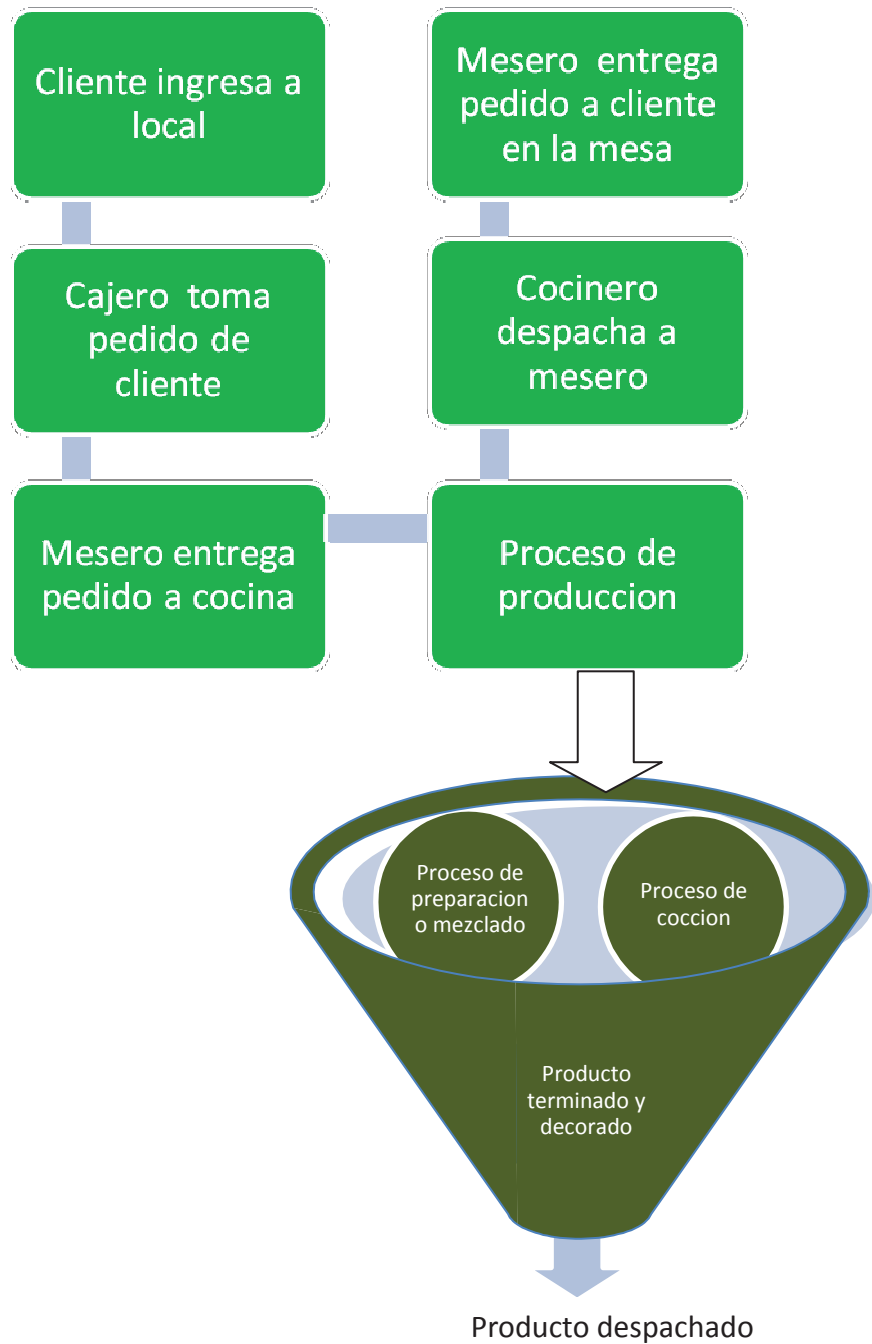 Cliente ingresa a
local
Cajero toma
pedido de
cliente
Mesero entrega
pedido a cocina
Proceso de
produccion
Cocinero
despacha a
mesero
Mesero entrega
pedido a cliente
en la mesa
Proceso de
preparacion
o mezclado
Proceso de
coccion
Producto
terminado y
decorado
Producto despachado